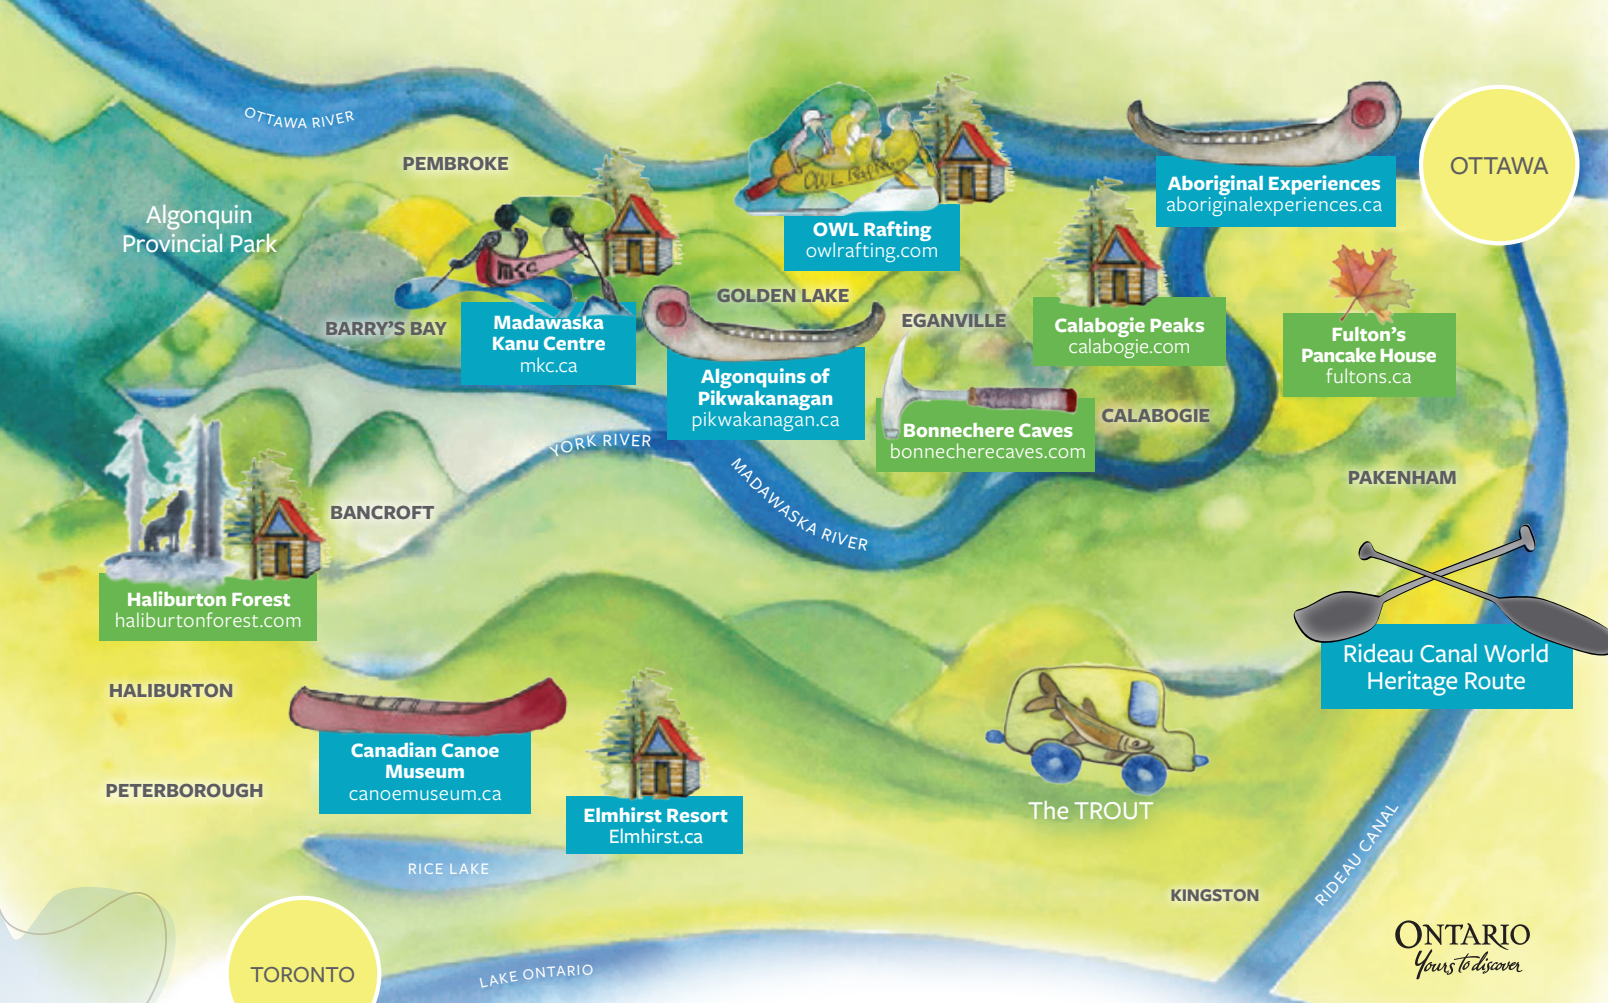 OTTAWA RIVER
PEMBROKE
Algonquin
Provincial Park
OWL Rafting
OWL Rafting
owlrafting.com
Aboriginal Experiences
aboriginalexperiences.ca
OTTAWA
mkc
BARRY'S BAY
Madawaska
Kanu Centre
mkc.ca
GOLDEN LAKE
EGANVILLE
Calabogie Peaks
calabogie.com
Fulton's
Pancake House
fultons.ca
Algonquins of
Pikwakanagan
pikwakanagan.ca
Bonnechere Caves
bonnecherecaves.com
CALABOGIE
YORK RIVER
MADAWASKA RIVER
PAKENHAM
BANCROFT
Haliburton Forest
haliburtonforest.com
Rideau Canal World
Heritage Route
HALIBURTON
Canadian Canoe
Museum
canoemuseum.ca
PETERBOROUGH
Elmhirst Resort
Elmhirst.ca
The TROUT
RICE LAKE
RIDEAU CANAL
KINGSTON
TORONTO
LAKE ONTARIO
ONTARIO
Yours to discover